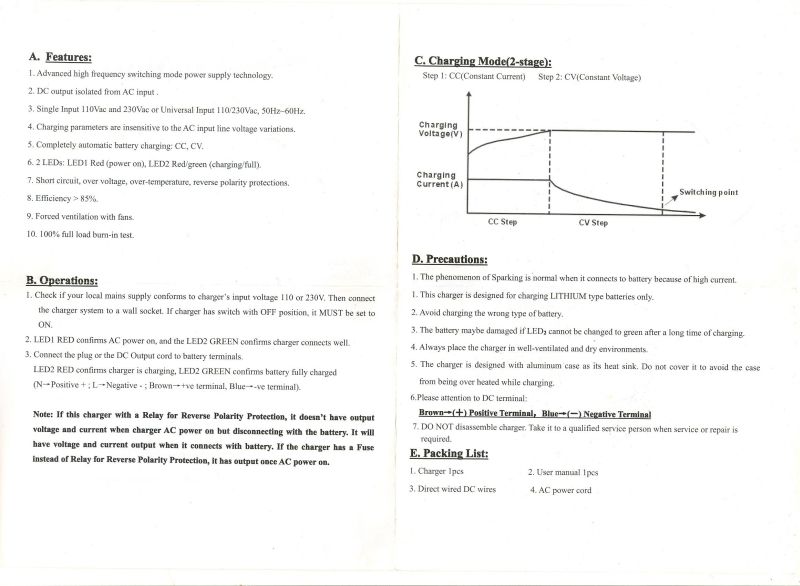 A. Features:
1. Advanced high frequency switching mode power supply technology.
2. DC output isolated from AC input .
3. Single Input 110Vac and 230Vac or Universal Input 110/230Vac, 50Hz~60Hz.
4. Charging parameters are insensitive to the AC input line voltage variations.
5. Completely automatic battery charging: CC, CV.
6. 2 LEDs: LED1 Red (power on), LED2 Red/green (charging/full).
7. Short circuit, over voltage, over-temperature, reverse polarity protections.
8. Efficiency > 85%.
9. Forced ventilation with fans.
10. 100% full load burn-in test.
B. Operations:
1. Check if your local mains supply conforms to charger's input voltage 110 or 230V. Then connect
the charger system to a wall socket. If charger has switch with OFF position, it MUST be set to
ON.
2. LED1 RED confirms AC power on, and the LED2 GREEN confirms charger connects well.
3. Connect the plug or the DC Output cord to battery terminals.
LED2 RED confirms charger is charging, LED2 GREEN confirms battery fully charged
(N→Positive + ; L→Negative - ; Brown→+ve terminal, Blue→-ve terminal).
Note: If this charger with a Relay for Reverse Polarity Protection, it doesn't have output
voltage and current when charger AC power on but disconnecting with the battery. It will
have voltage and current output when it connects with battery. If the charger has a Fuse
instead of Relay for Reverse Polarity Protection, it has output once AC power on.
C. Charging Mode(2-stage):
Step 1: CC(Constant Current) Step 2: CV(Constant Voltage)
Charging
Voltage(V)
Charging
Current (A)
Switching point
CC Step CV Step
D. Precautions:
1. The phenomenon of Sparking is normal when it connects to battery because of high current.
1. This charger is designed for charging LITHIUM type batteries only.
2. Avoid charging the wrong type of battery.
3. The battery maybe damaged if LED2 cannot be changed to green after a long time of charging.
4. Always place the charger in well-ventilated and dry environments.
5. The charger is designed with aluminum case as its heat sink. Do not cover it to avoid the case
from being over heated while charging.
6.Please attention to DC terminal:
Brown→(+) Positive Terminal, Blue→(−) Negative Terminal
7. DO NOT disassemble charger. Take it to a qualified service person when service or repair is
required.
E. Packing List:
1. Charger 1pcs 2. User manual 1pcs
3. Direct wired DC wires 4. AC power cord